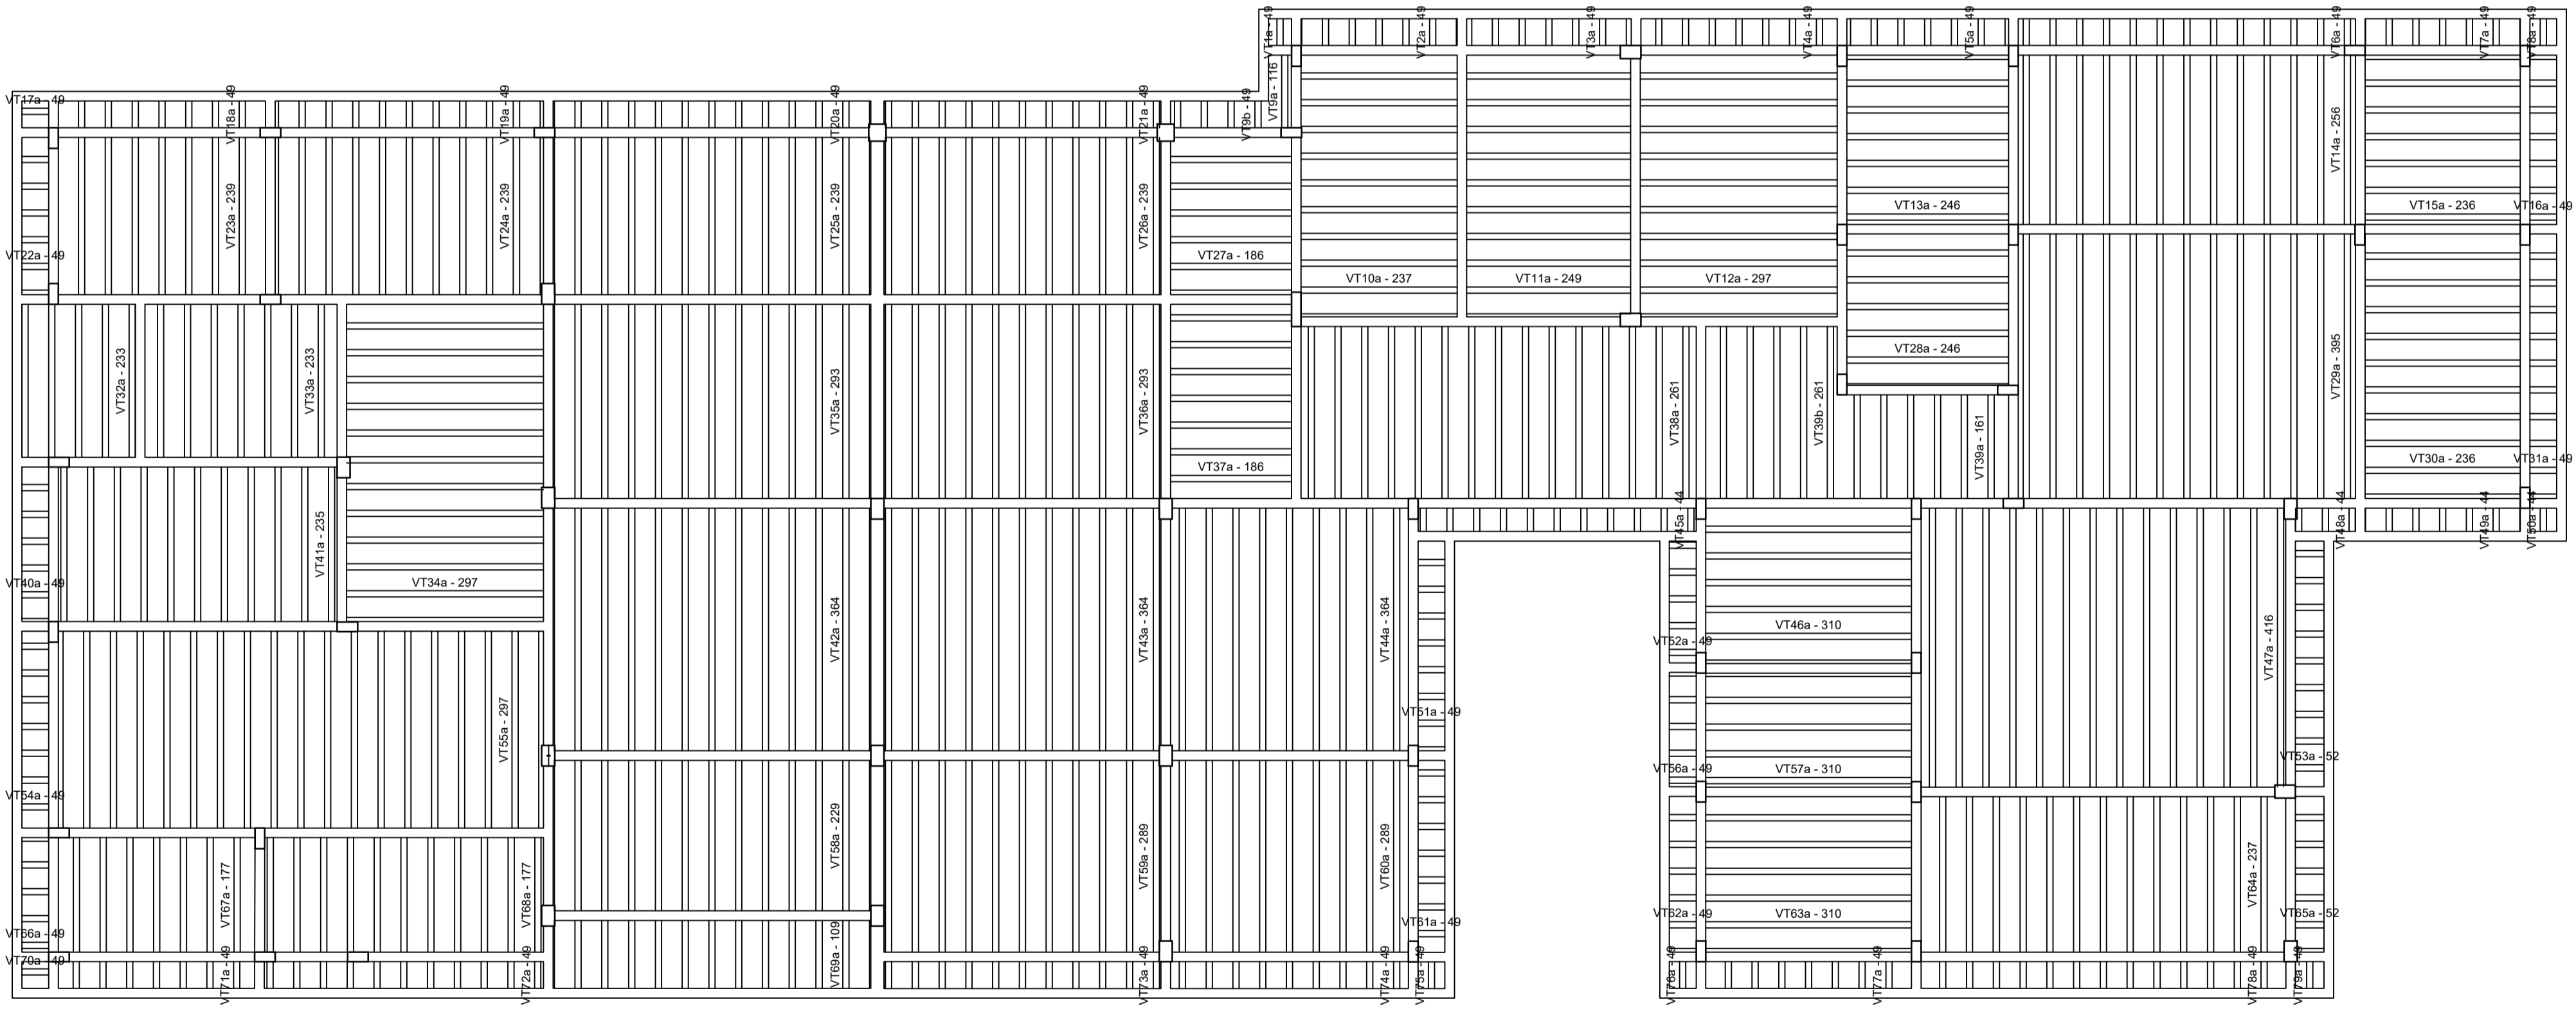 VT1a - 49
VT2a - 49
VT3a - 49
VT4a - 49
VT5a - 49
VT6a - 49
VT7a - 49
VT8a - 49
VT9a - 116
VT9b - 49
VT17a - 49
VT18a - 49
VT19a - 49
VT20a - 49
VT21a - 49
VT14a - 256
VT22a - 49
VT23a - 239
VT24a - 239
VT25a - 239
VT26a - 239
VT27a - 186
VT10a - 237
VT11a - 249
VT12a - 297
VT13a - 246
VT15a - 236
VT16a - 49
VT28a - 246
VT29a - 395
VT32a - 233
VT33a - 233
VT35a - 293
VT36a - 293
VT37a - 186
VT38a - 261
VT39b - 261
VT39a - 161
VT30a - 236
VT31a - 49
VT40a - 49
VT41a - 235
VT34a - 297
VT45a - 44
VT48a - 44
VT49a - 44
VT50a - 44
VT42a - 364
VT43a - 364
VT44a - 364
VT52a - 49
VT46a - 310
VT47a - 416
VT51a - 49
VT54a - 49
VT55a - 297
VT56a - 49
VT57a - 310
VT53a - 52
VT58a - 229
VT59a - 289
VT60a - 289
VT61a - 49
VT62a - 49
VT63a - 310
VT64a - 237
VT65a - 52
VT66a - 49
VT67a - 177
VT68a - 177
VT69a - 109
VT70a - 49
VT71a - 49
VT72a - 49
VT73a - 49
VT74a - 49
VT75a - 49
VT76a - 49
VT77a - 49
VT78a - 49
VT79a - 49